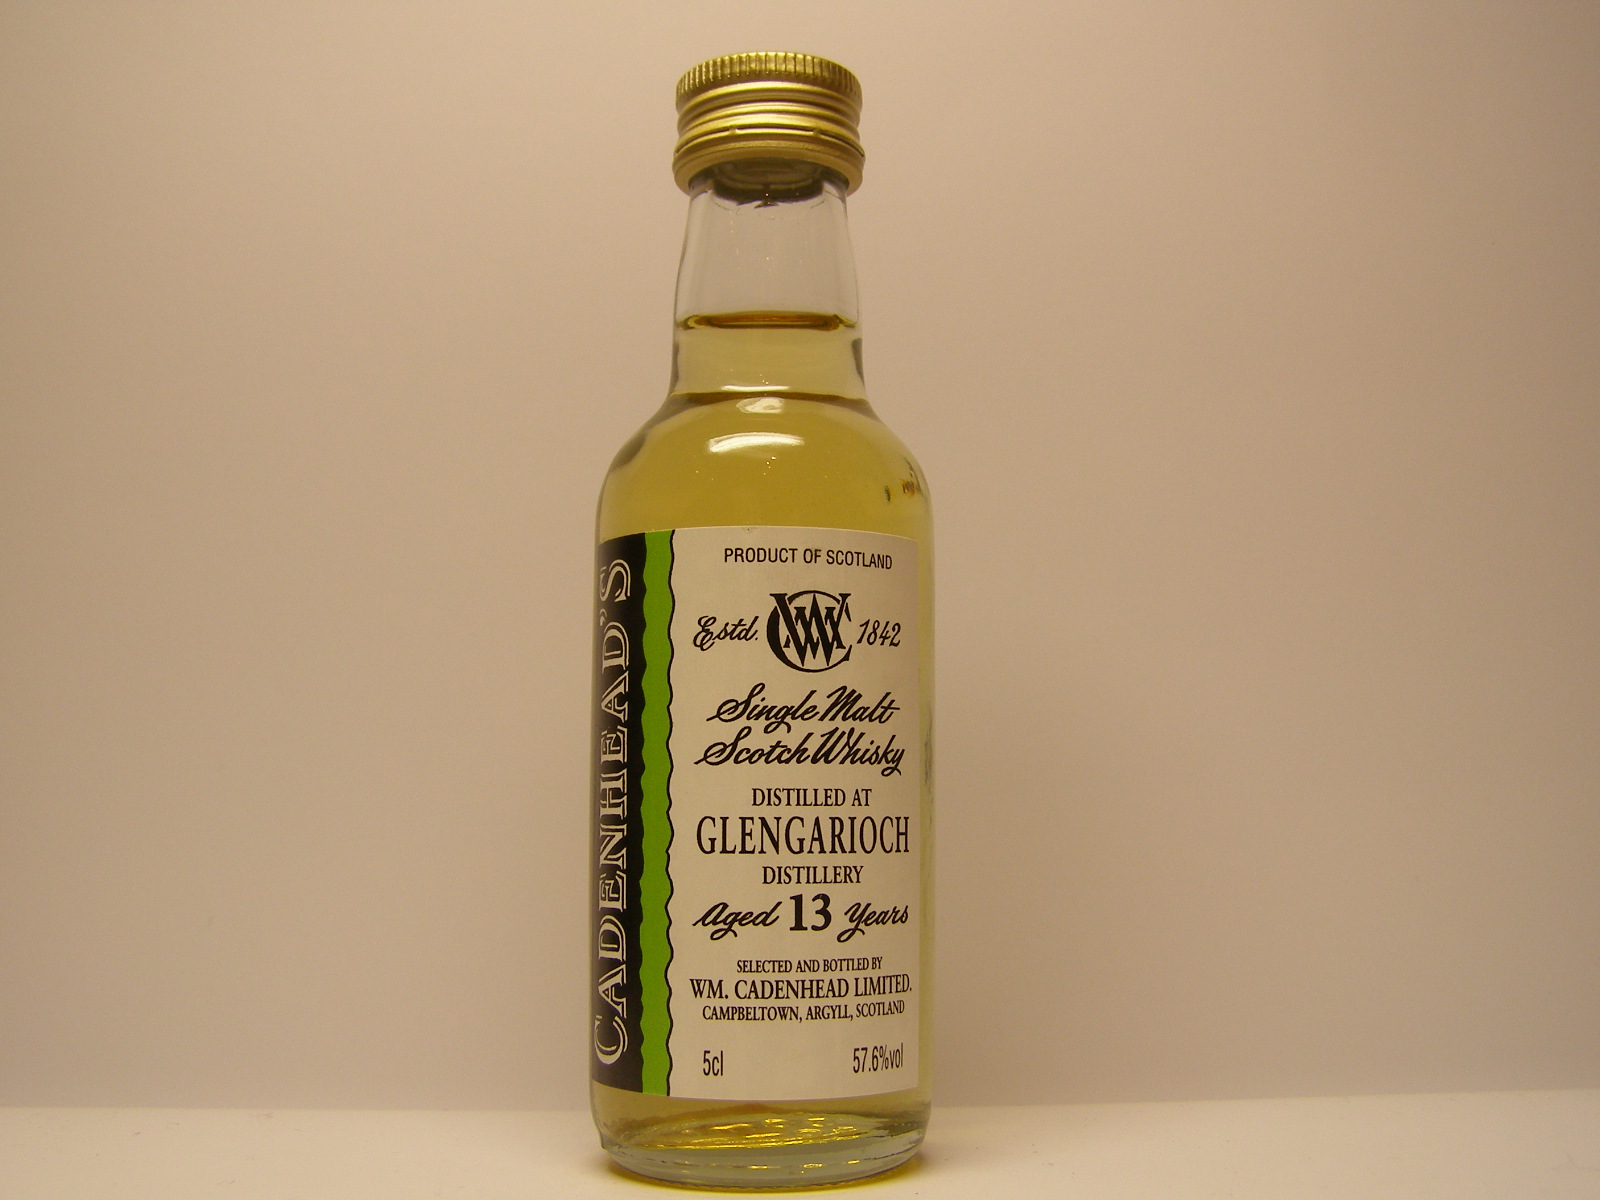 CADENHEAD'S
PRODUCT OF SCOTLAND
Estd. WC 1842
Single Malt
Scotch Whisky
DISTILLED AT
GLENGARIOCH
DISTILLERY
Aged 13 Years
SELECTED AND BOTTLED BY
WM. CADENHEAD LIMITED.
CAMPBELTOWN, ARGYLL, SCOTLAND
5cl 57.6%vol